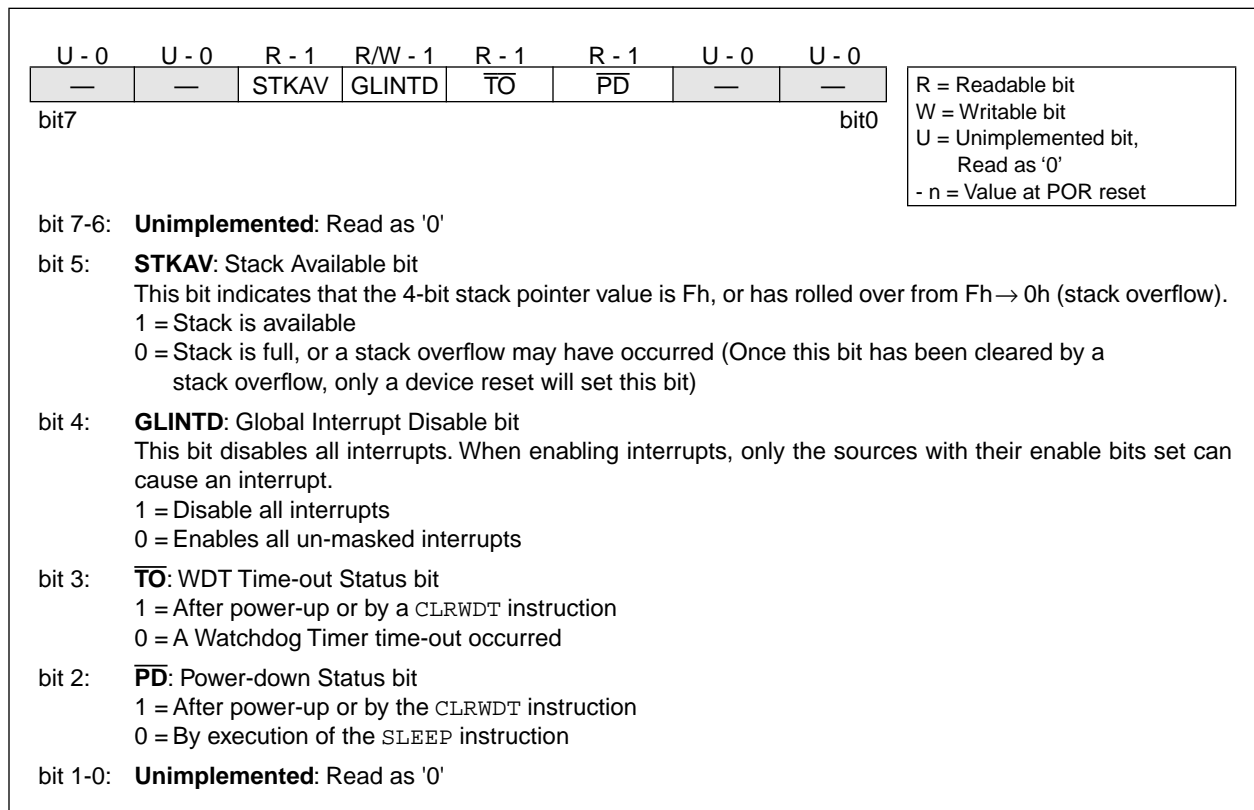 U - 0 U - 0 R - 1 R/W - 1 R - 1 R - 1 U - 0 U - 0
— — STKAV GLINTD T̅O̅ P̅D̅ — —
bit7 bit0
R = Readable bit
W = Writable bit
U = Unimplemented bit,
Read as ‘0’
- n = Value at POR reset
bit 7-6: Unimplemented: Read as '0'
bit 5: STKAV: Stack Available bit
This bit indicates that the 4-bit stack pointer value is Fh, or has rolled over from Fh→ 0h (stack overflow).
1 = Stack is available
0 = Stack is full, or a stack overflow may have occurred (Once this bit has been cleared by a
stack overflow, only a device reset will set this bit)
bit 4: GLINTD: Global Interrupt Disable bit
This bit disables all interrupts. When enabling interrupts, only the sources with their enable bits set can
cause an interrupt.
1 = Disable all interrupts
0 = Enables all un-masked interrupts
bit 3: T̅O̅: WDT Time-out Status bit
1 = After power-up or by a CLRWDT instruction
0 = A Watchdog Timer time-out occurred
bit 2: P̅D̅: Power-down Status bit
1 = After power-up or by the CLRWDT instruction
0 = By execution of the SLEEP instruction
bit 1-0: Unimplemented: Read as '0'